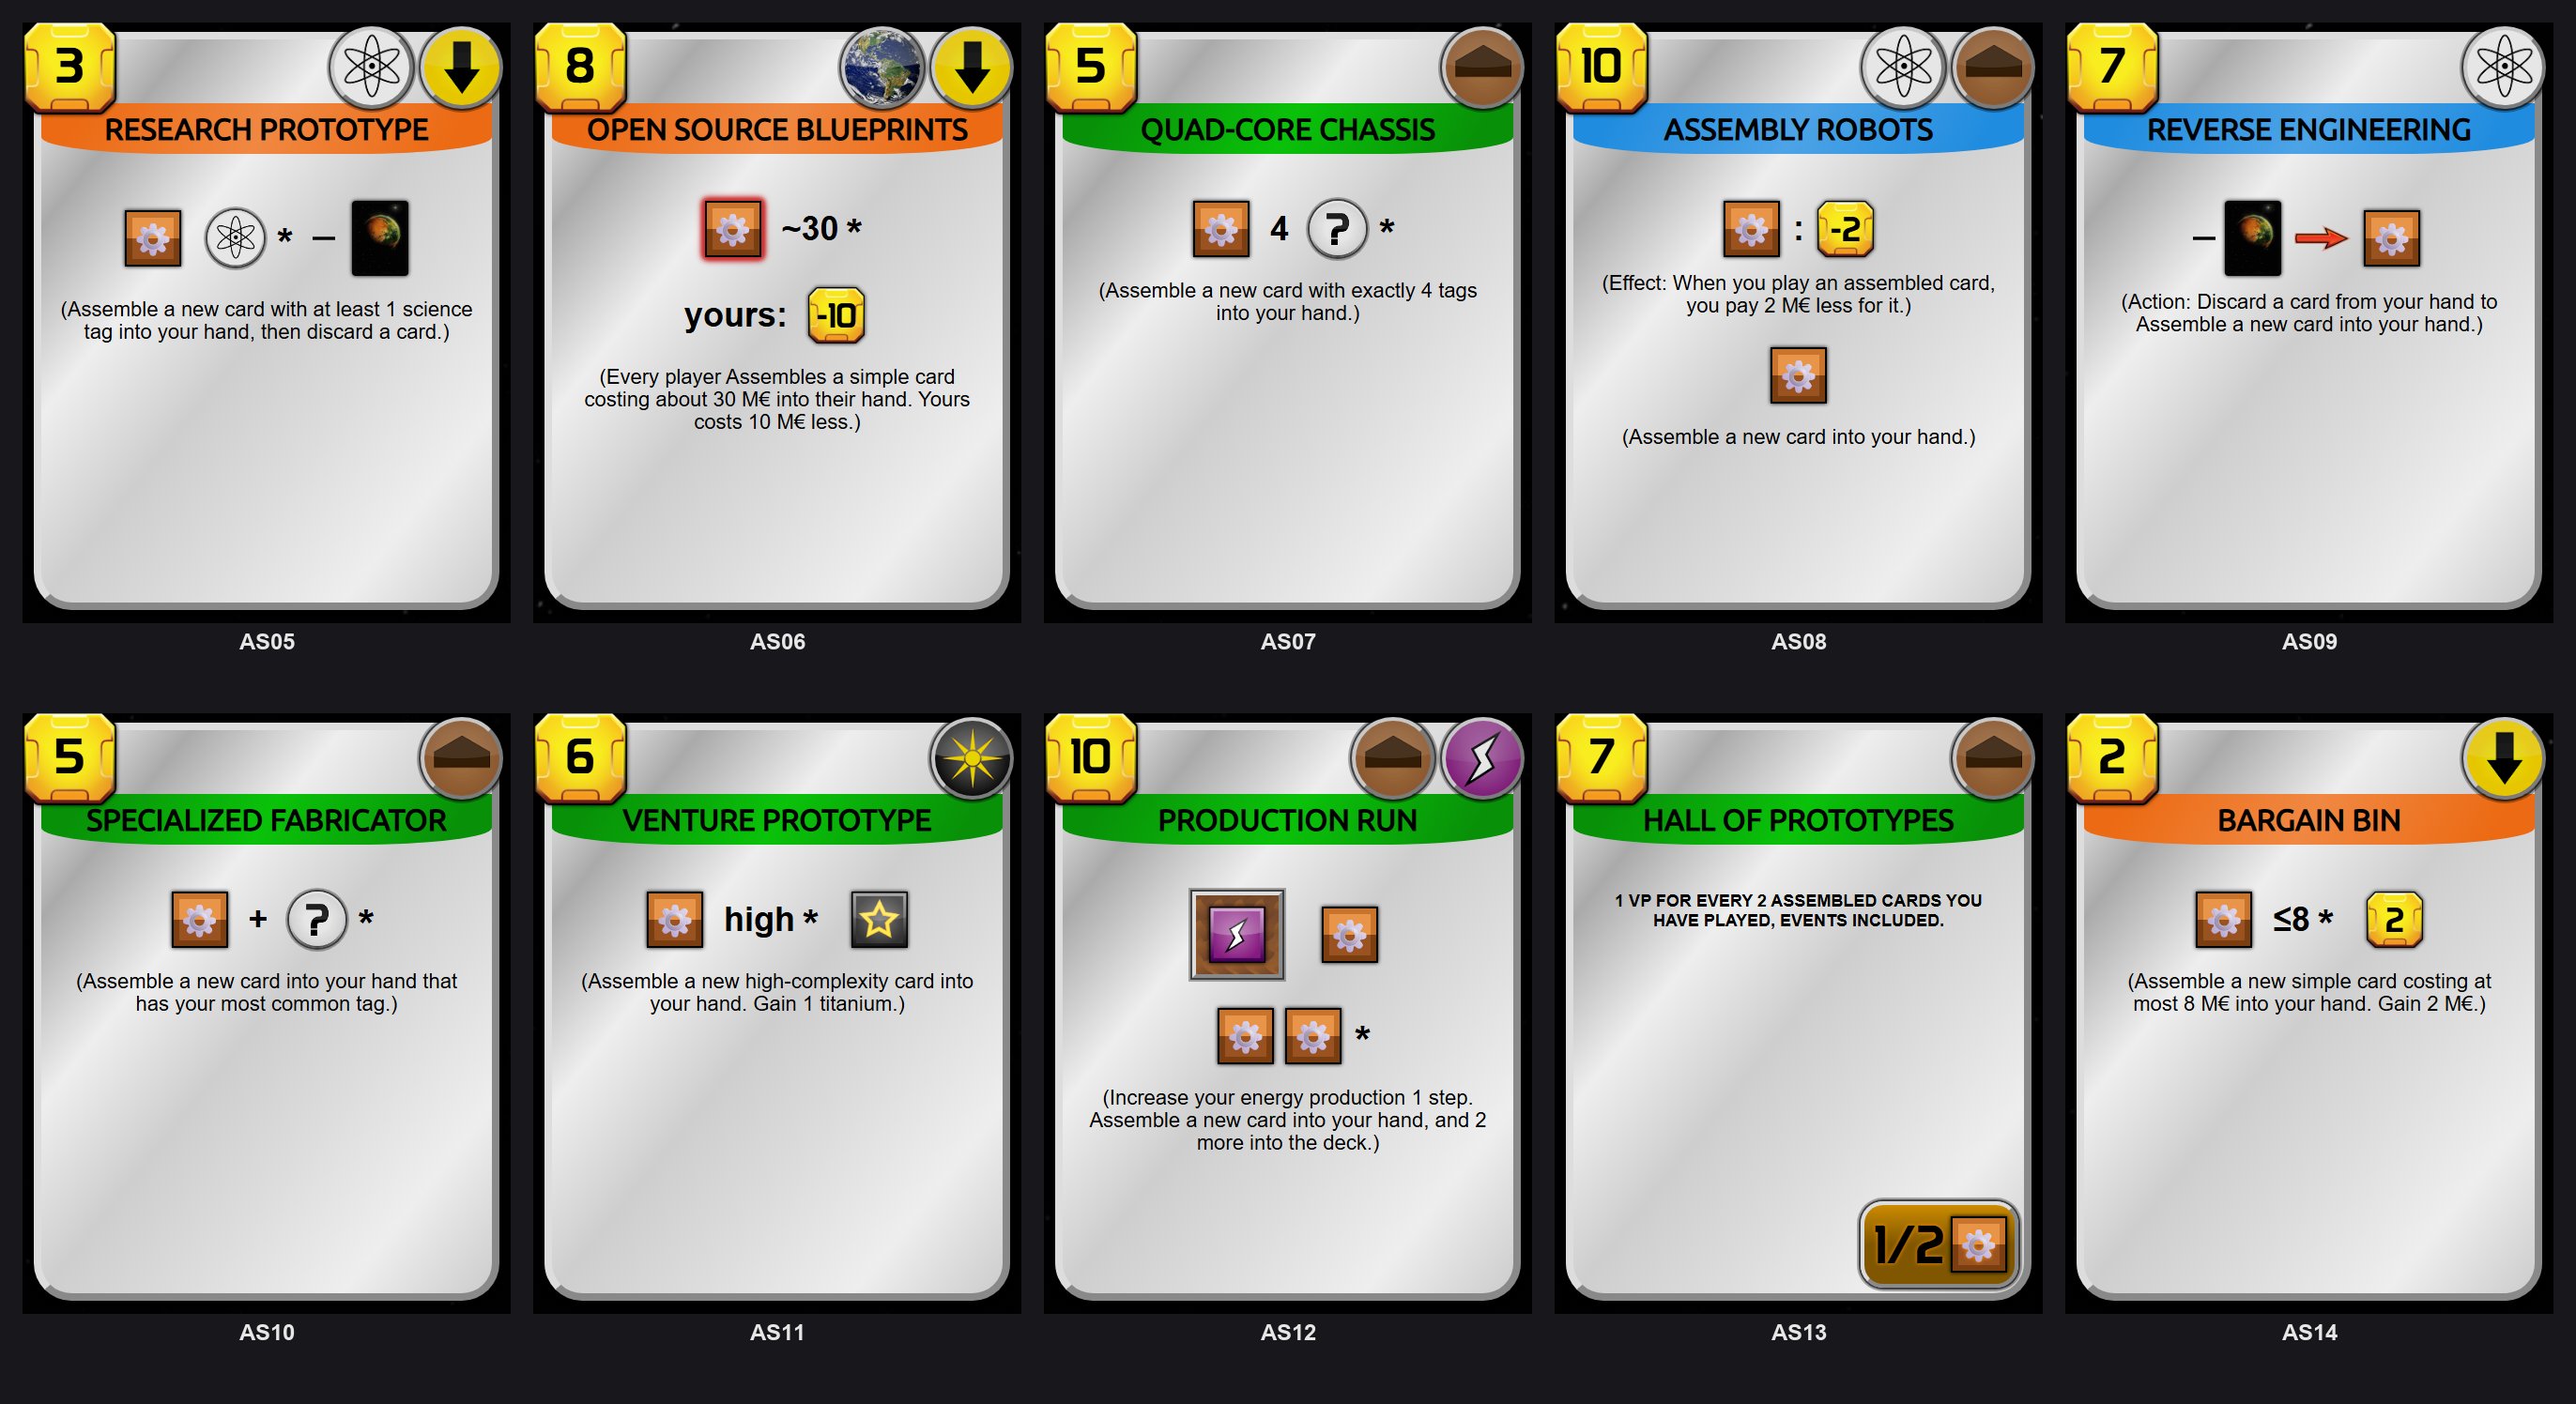 3
RESEARCH PROTOTYPE
* –
(Assemble a new card with at least 1 science
tag into your hand, then discard a card.)
AS05
8
OPEN SOURCE BLUEPRINTS
~30 *
yours: -10
(Every player Assembles a simple card
costing about 30 M€ into their hand. Yours
costs 10 M€ less.)
AS06
5
QUAD-CORE CHASSIS
4 ? *
(Assemble a new card with exactly 4 tags
into your hand.)
AS07
10
ASSEMBLY ROBOTS
: -2
(Effect: When you play an assembled card,
you pay 2 M€ less for it.)
(Assemble a new card into your hand.)
AS08
7
REVERSE ENGINEERING
–
(Action: Discard a card from your hand to
Assemble a new card into your hand.)
AS09
5
SPECIALIZED FABRICATOR
+ ? *
(Assemble a new card into your hand that
has your most common tag.)
AS10
6
VENTURE PROTOTYPE
high *
(Assemble a new high-complexity card into
your hand. Gain 1 titanium.)
AS11
10
PRODUCTION RUN
*
(Increase your energy production 1 step.
Assemble a new card into your hand, and 2
more into the deck.)
AS12
7
HALL OF PROTOTYPES
1 VP FOR EVERY 2 ASSEMBLED CARDS YOU
HAVE PLAYED, EVENTS INCLUDED.
1/2
AS13
2
BARGAIN BIN
≤8 * 2
(Assemble a new simple card costing at
most 8 M€ into your hand. Gain 2 M€.)
AS14